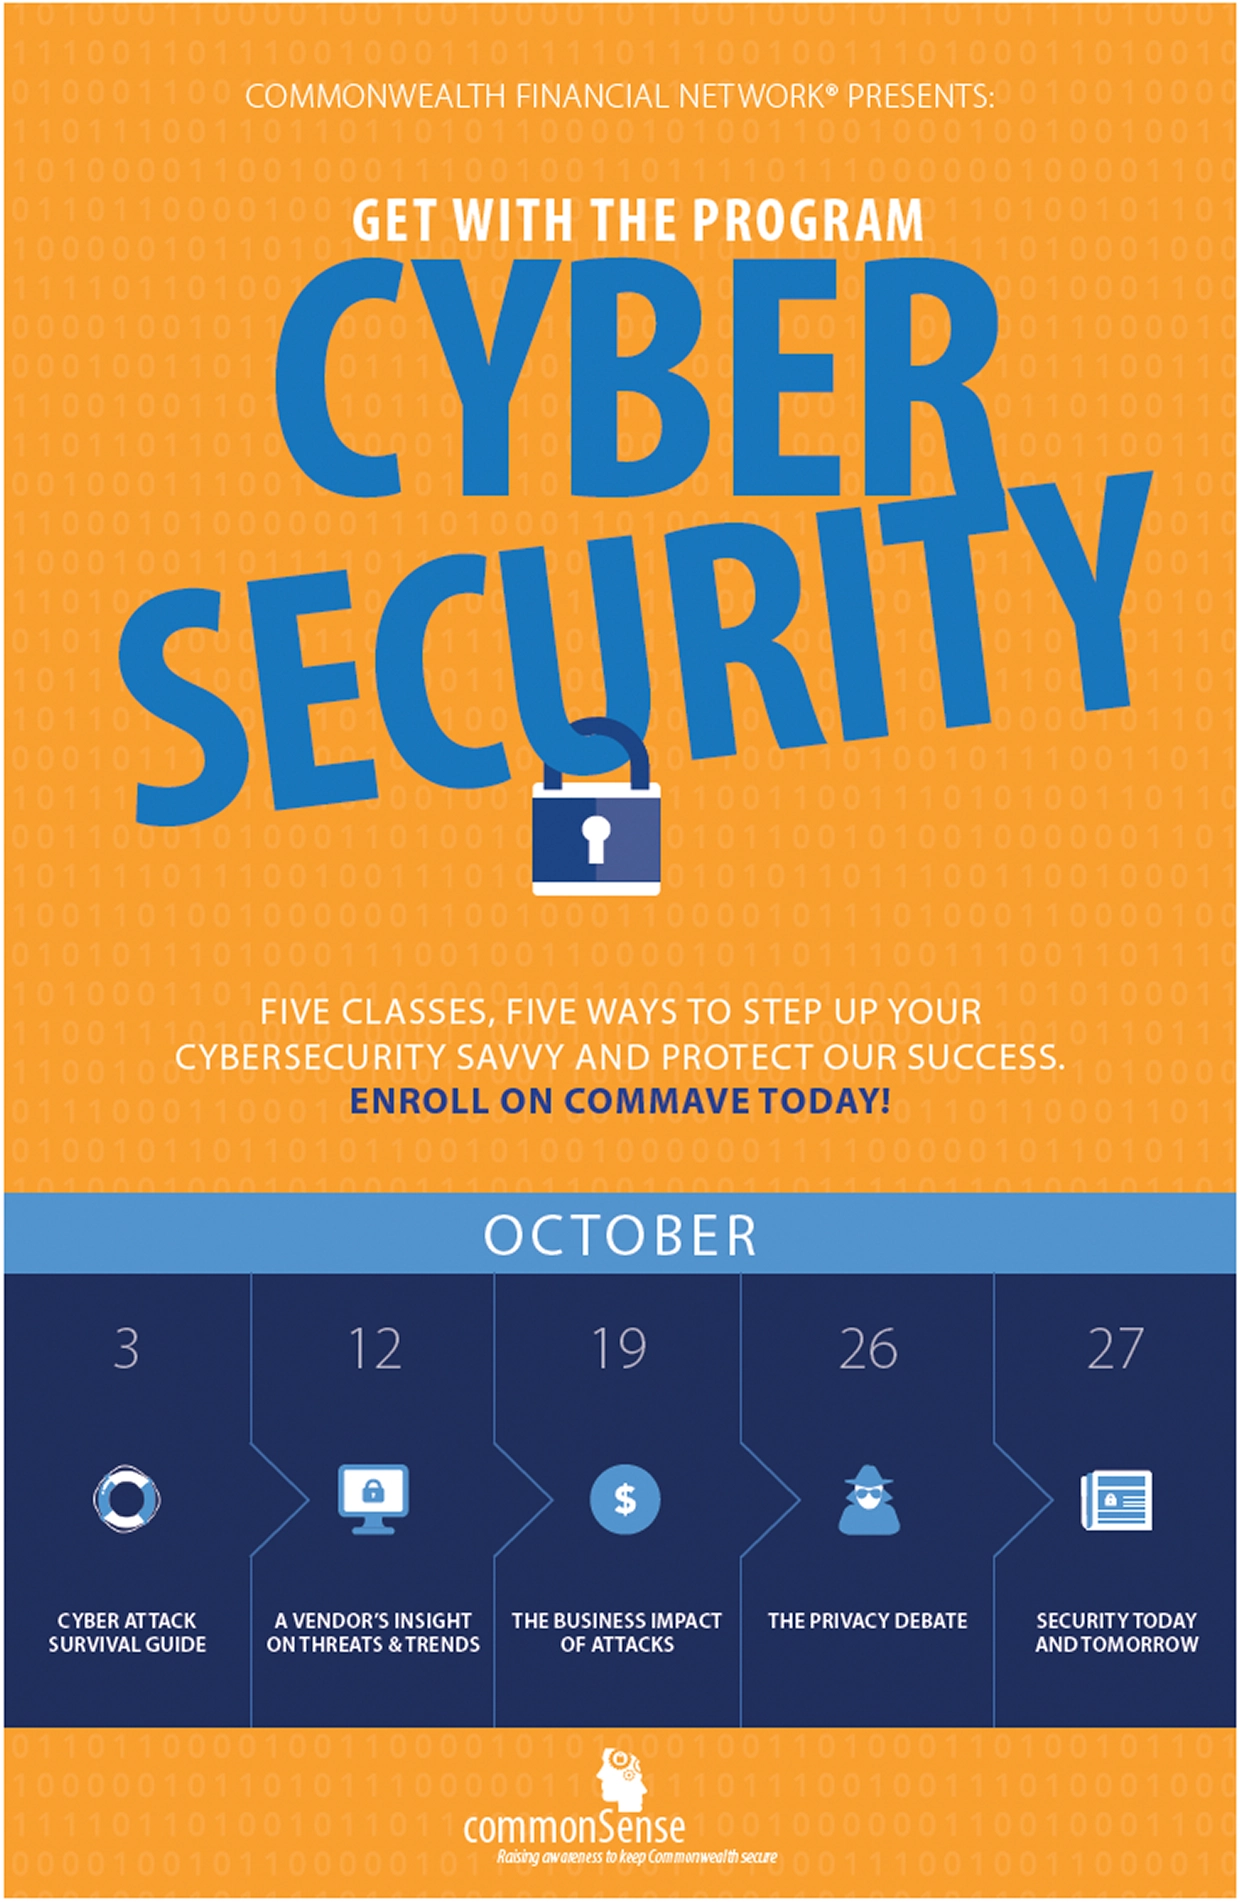 COMMONWEALTH FINANCIAL NETWORK® PRESENTS:
GET WITH THE PROGRAM
CYBER
SECURITY
FIVE CLASSES, FIVE WAYS TO STEP UP YOUR
CYBERSECURITY SAVVY AND PROTECT OUR SUCCESS.
ENROLL ON COMMAVE TODAY!
OCTOBER
3
CYBER ATTACK
SURVIVAL GUIDE
12
A VENDOR'S INSIGHT
ON THREATS & TRENDS
19
$
THE BUSINESS IMPACT
OF ATTACKS
26
THE PRIVACY DEBATE
27
SECURITY TODAY
AND TOMORROW
commonSense
Raising awareness to keep Commonwealth secure